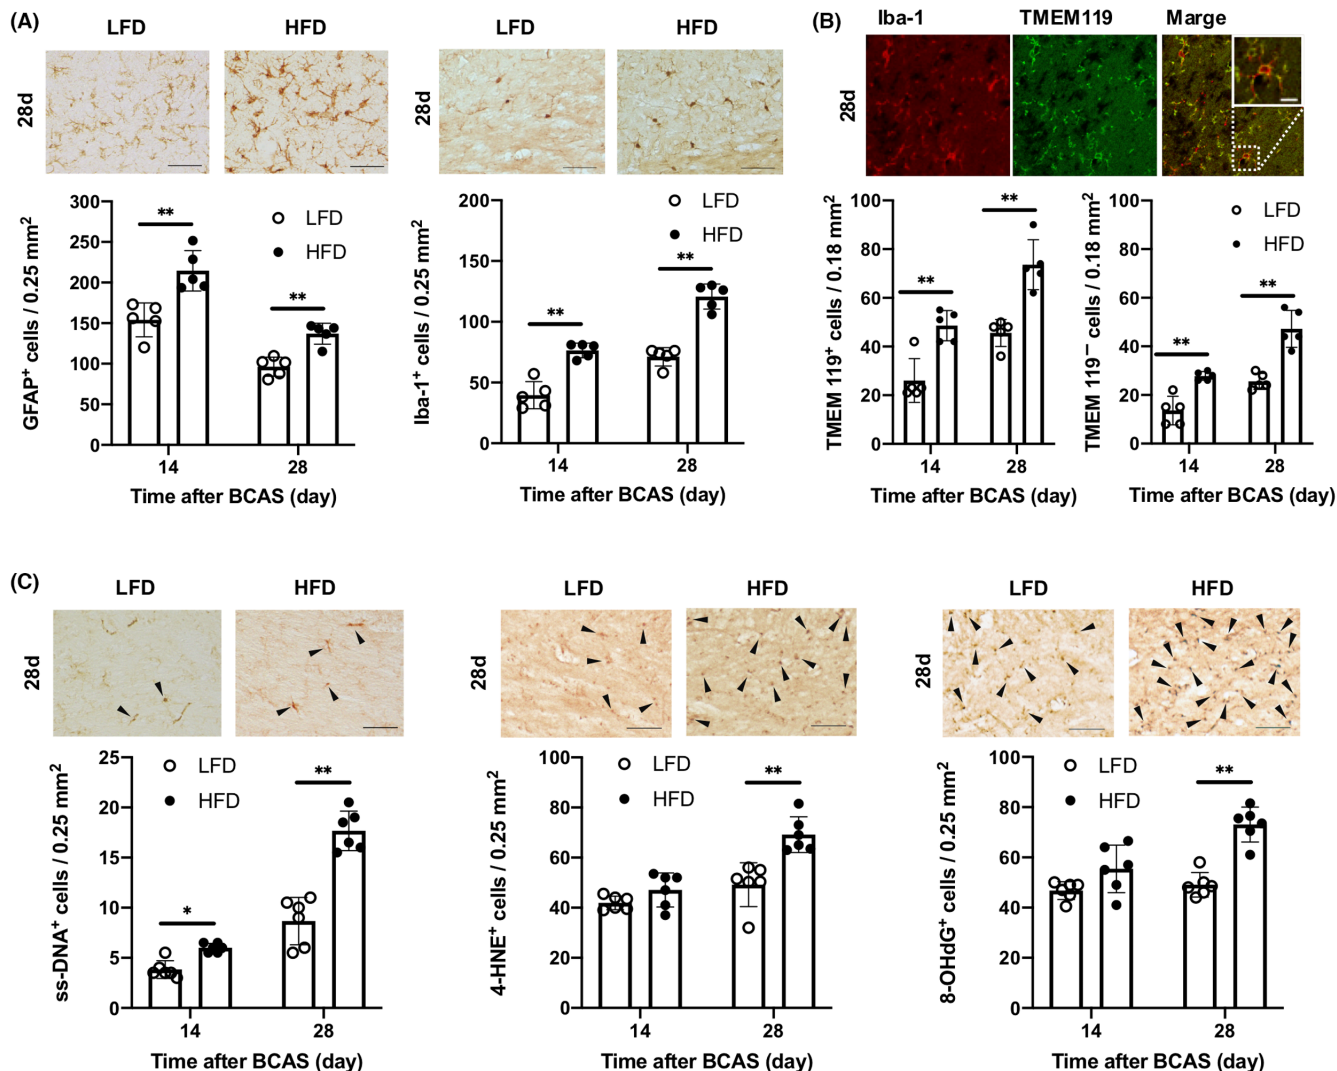 (A)
LFD
HFD
LFD
HFD
28d
28d
GFAP⁺ cells / 0.25 mm²
300
250
200
150
100
50
0
**
**
LFD
HFD
14
28
Time after BCAS (day)
Iba-1⁺ cells / 0.25 mm²
200
150
100
50
0
**
**
LFD
HFD
14
28
Time after BCAS (day)
(B)
Iba-1
TMEM119
Marge
28d
TMEM 119⁺ cells / 0.18 mm²
100
80
60
40
20
0
**
**
14
28
Time after BCAS (day)
TMEM 119⁻ cells / 0.18 mm²
100
80
60
40
20
0
**
**
LFD
HFD
14
28
Time after BCAS (day)
(C)
LFD
HFD
LFD
HFD
LFD
HFD
28d
28d
28d
ss-DNA⁺ cells / 0.25 mm²
25
20
15
10
5
0
LFD
HFD
*
**
14
28
Time after BCAS (day)
4-HNE⁺ cells / 0.25 mm²
100
80
60
40
20
0
LFD
HFD
**
14
28
Time after BCAS (day)
8-OHdG⁺ cells / 0.25 mm²
100
80
60
40
20
0
LFD
HFD
**
14
28
Time after BCAS (day)